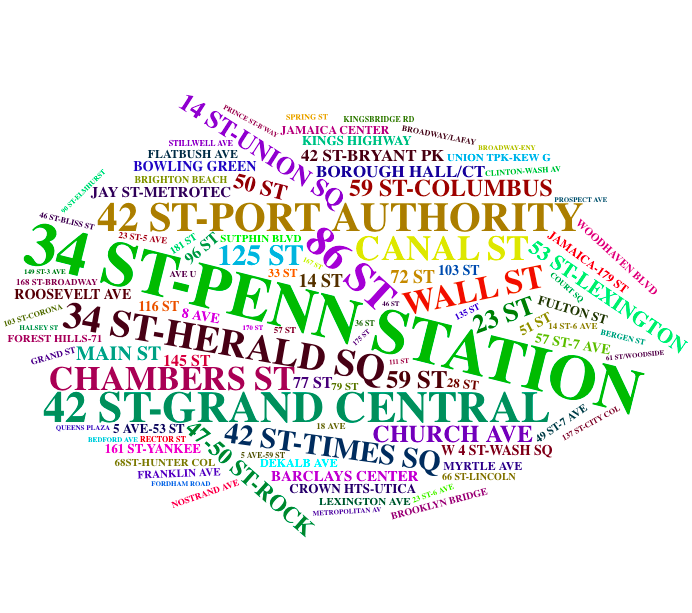 14 ST-UNION SQ
PRINCE ST-B'WAY
SPRING ST
KINGSBRIDGE RD
JAMAICA CENTER
BROADWAY/LAFAY
STILLWELL AVE
KINGS HIGHWAY
BROADWAY-ENY
FLATBUSH AVE
42 ST-BRYANT PK
UNION TPK-KEW G
BOWLING GREEN
BOROUGH HALL/CT
CLINTON-WASH AV
90 ST-ELMHURST
BRIGHTON BEACH
50 ST
59 ST-COLUMBUS
JAY ST-METROTEC
PROSPECT AVE
42 ST-PORT AUTHORITY
46 ST-BLISS ST
WOODHAVEN BLVD
23 ST-5 AVE
181 ST
96 ST
SUTPHIN BLVD
86 ST
CANAL ST
JAMAICA-179 ST
53 ST-LEXINGTON
34 ST-PENN STATION
125 ST
167 ST
149 ST-3 AVE
AVE U
33 ST
14 ST
72 ST
103 ST
COURT SQ
168 ST-BROADWAY
ROOSEVELT AVE
WALL ST
46 ST
135 ST
23 ST
FULTON ST
103 ST-CORONA
116 ST
8 AVE
34 ST-HERALD SQ
36 ST
51 ST
14 ST-6 AVE
HALSEY ST
170 ST
57 ST
175 ST
BERGEN ST
FOREST HILLS-71
57 ST-7 AVE
GRAND ST
MAIN ST
145 ST
111 ST
61 ST/WOODSIDE
CHAMBERS ST
77 ST
79 ST
59 ST
28 ST
42 ST-GRAND CENTRAL
49 ST-7 AVE
137 ST-CITY COL
QUEENS PLAZA
5 AVE-53 ST
47-50 ST-ROCK
18 AVE
42 ST-TIMES SQ
CHURCH AVE
BEDFORD AVE
RECTOR ST
161 ST-YANKEE
5 AVE-59 ST
W 4 ST-WASH SQ
68ST-HUNTER COL
DEKALB AVE
MYRTLE AVE
FRANKLIN AVE
BARCLAYS CENTER
66 ST-LINCOLN
FORDHAM ROAD
NOSTRAND AVE
CROWN HTS-UTICA
23 ST-6 AVE
LEXINGTON AVE
BROOKLYN BRIDGE
METROPOLITAN AV